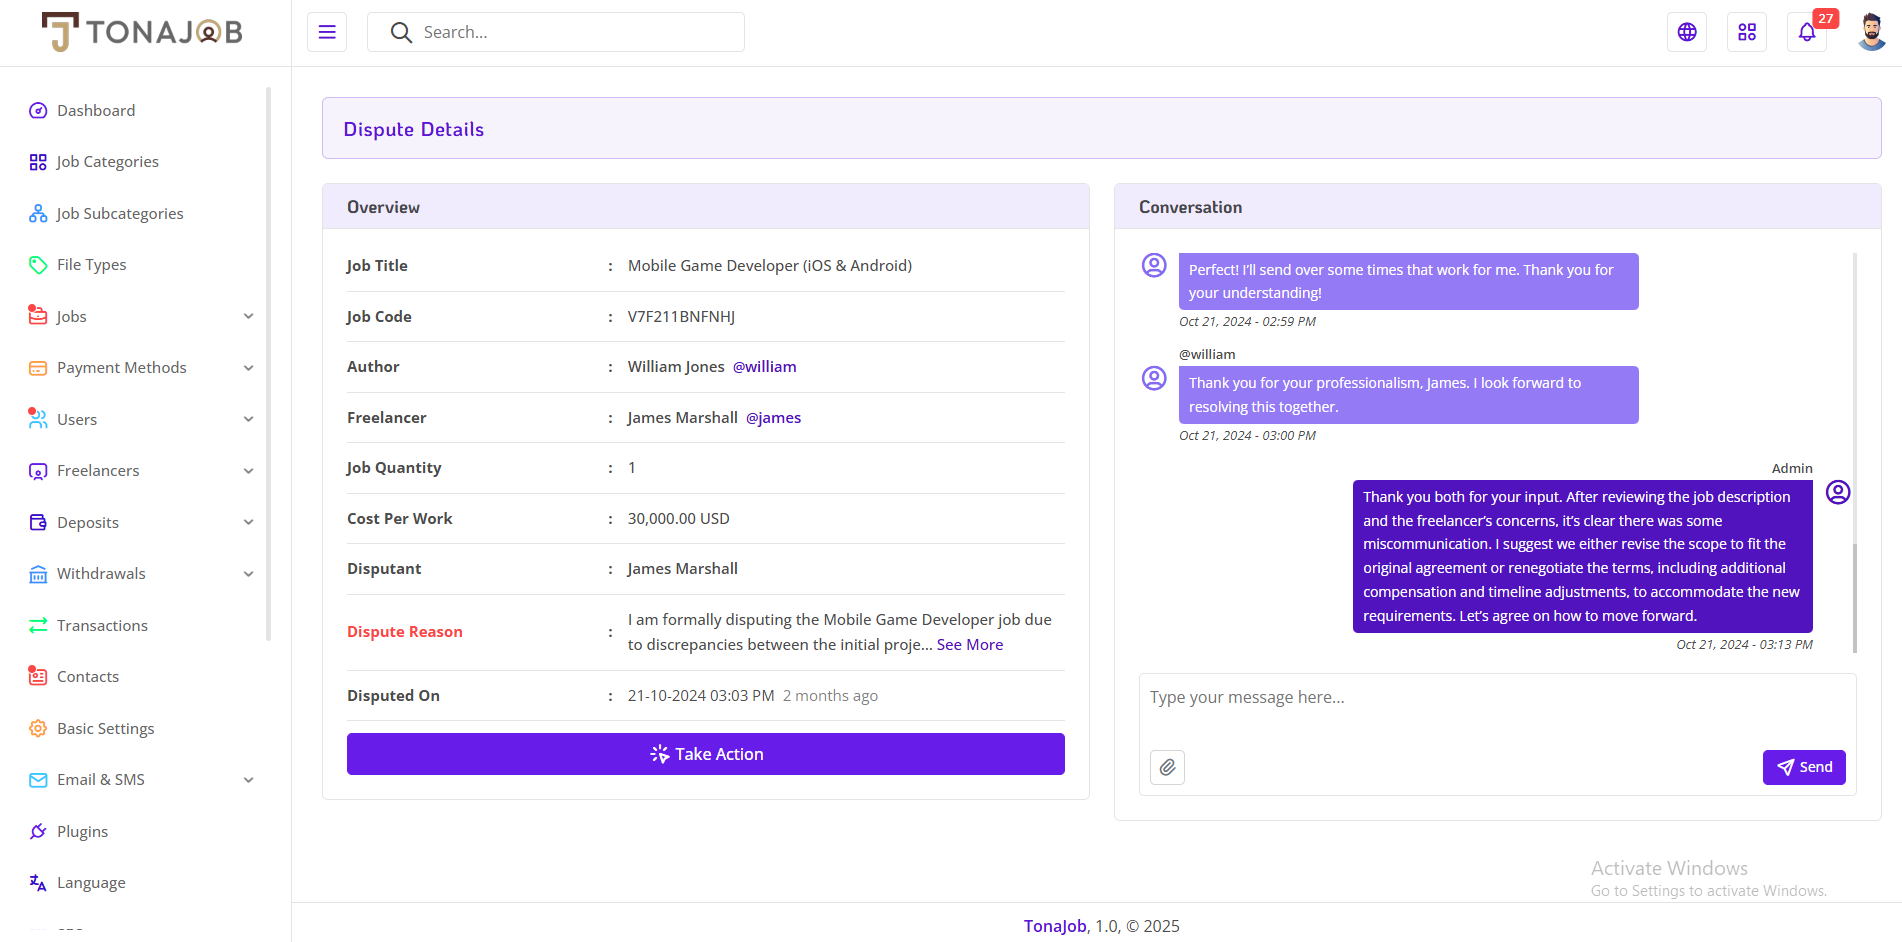 TONAJOB
Search...
27
Dashboard
Job Categories
Job Subcategories
File Types
Jobs
Payment Methods
Users
Freelancers
Deposits
Withdrawals
Transactions
Contacts
Basic Settings
Email & SMS
Plugins
Language
Dispute Details
Overview
Job Title : Mobile Game Developer (iOS & Android)
Job Code : V7F211BNFNHJ
Author : William Jones @william
Freelancer : James Marshall @james
Job Quantity : 1
Cost Per Work : 30,000.00 USD
Disputant : James Marshall
Dispute Reason : I am formally disputing the Mobile Game Developer job due
to discrepancies between the initial proje... See More
Disputed On : 21-10-2024 03:03 PM 2 months ago
Take Action
Conversation
Perfect! I'll send over some times that work for me. Thank you for
your understanding!
Oct 21, 2024 - 02:59 PM
@william
Thank you for your professionalism, James. I look forward to
resolving this together.
Oct 21, 2024 - 03:00 PM
Admin
Thank you both for your input. After reviewing the job description
and the freelancer's concerns, it's clear there was some
miscommunication. I suggest we either revise the scope to fit the
original agreement or renegotiate the terms, including additional
compensation and timeline adjustments, to accommodate the new
requirements. Let's agree on how to move forward.
Oct 21, 2024 - 03:13 PM
Type your message here...
Send
Activate Windows
Go to Settings to activate Windows.
TonaJob, 1.0, © 2025